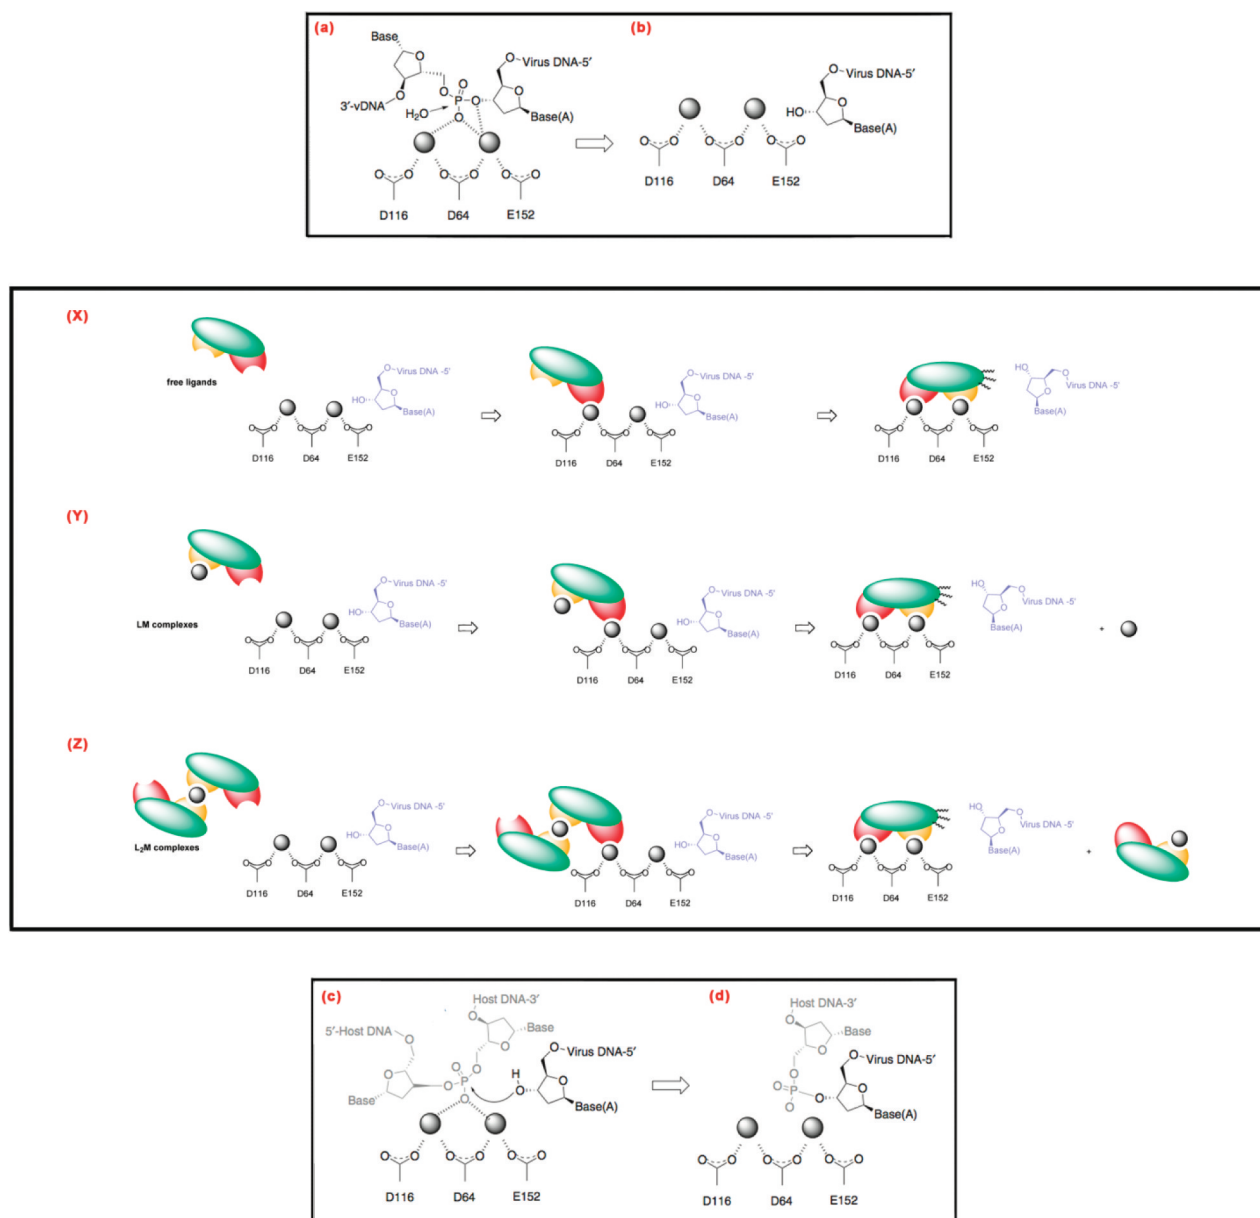 (a)
(b)
Base
O
O
Virus DNA-5′
O
O
O
3′-vDNA
O
P
O
H₂O
O
Base(A)
O
Virus DNA-5′
O
HO
Base(A)
O O O O O O
D116 D64 E152
O O O O O O
D116 D64 E152
(X)
free ligands
O
Virus DNA -5'
HO
O
Base(A)
O O O O O O
D116 D64 E152
O
Virus DNA -5'
HO
O
Base(A)
O O O O O O
D116 D64 E152
HO
O
O
Virus DNA -5'
Base(A)
O O O O O O
D116 D64 E152
(Y)
LM complexes
O
Virus DNA -5'
HO
O
Base(A)
O O O O O O
D116 D64 E152
O
Virus DNA -5'
HO
O
Base(A)
O O O O O O
D116 D64 E152
HO
O
O
Virus DNA -5'
Base(A)
O O O O O O
D116 D64 E152
+
(Z)
L₂M complexes
O
Virus DNA -5'
HO
O
Base(A)
O O O O O O
D116 D64 E152
O
Virus DNA -5'
HO
O
Base(A)
O O O O O O
D116 D64 E152
HO
O
O
Virus DNA -5'
Base(A)
O O O O O O
D116 D64 E152
+
(c)
(d)
Host DNA-3′
O
5′-Host DNA
O
O
Base
O
O
Virus DNA-5′
O
O
O
P
H
O
O
Base
O
Base(A)
O O O O O O
D116 D64 E152
Host DNA-3′
O
O
Base
O
O
Virus DNA-5′
O
P
O
O
O
Base(A)
O O O O O O
D116 D64 E152